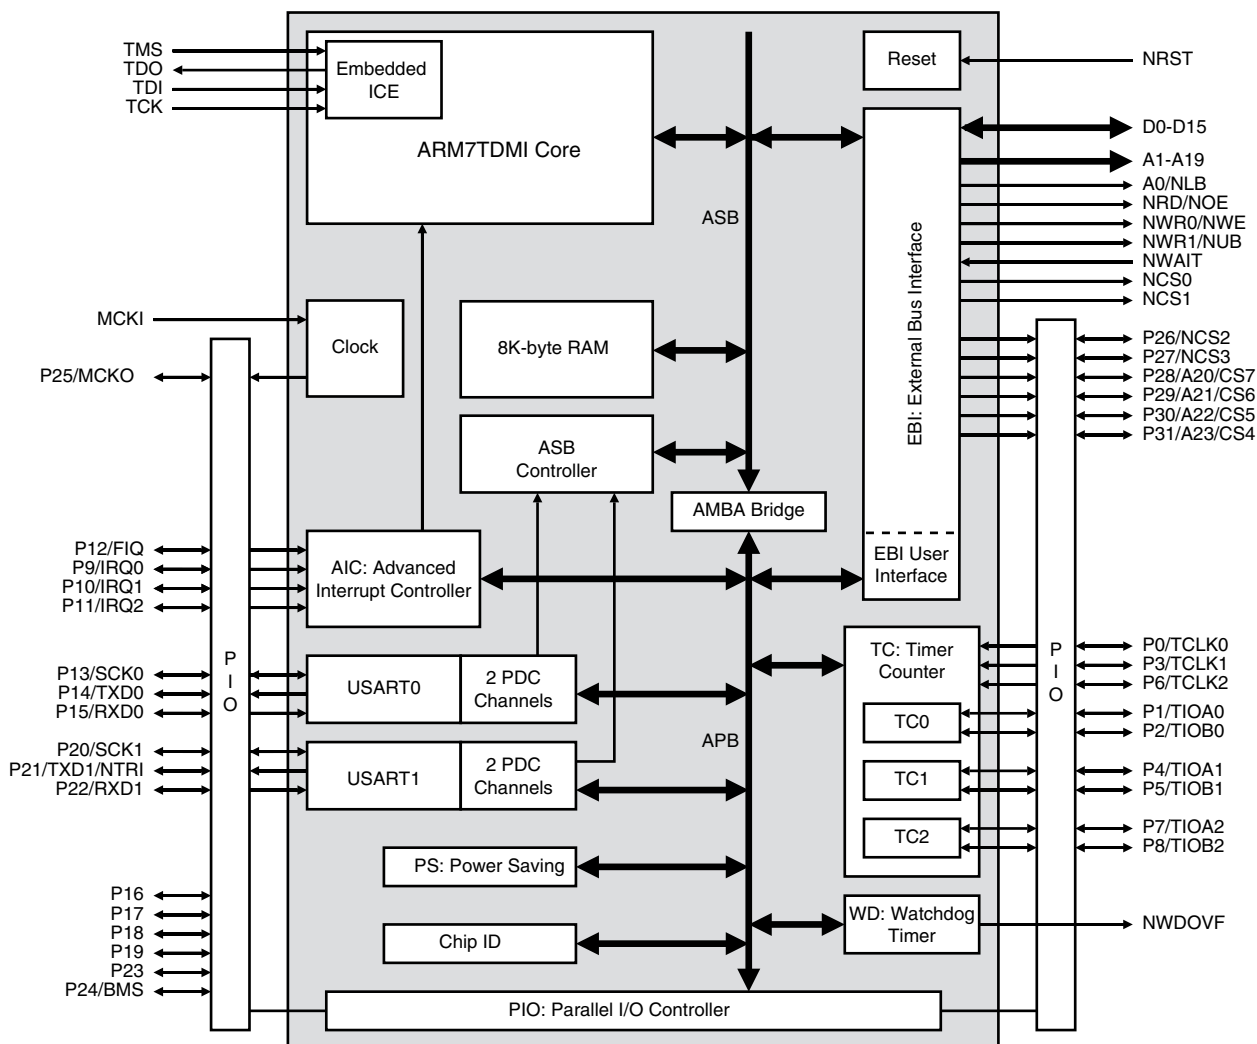 TMS
TDO
TDI
TCK
Embedded
ICE
ARM7TDMI Core
ASB
Reset
NRST
D0-D15
A1-A19
A0/NLB
NRD/NOE
NWR0/NWE
NWR1/NUB
NWAIT
NCS0
NCS1
EBI: External Bus Interface
MCKI
Clock
P25/MCKO
8K-byte RAM
P26/NCS2
P27/NCS3
P28/A20/CS7
P29/A21/CS6
P30/A22/CS5
P31/A23/CS4
ASB
Controller
AMBA Bridge
EBI User
Interface
P12/FIQ
P9/IRQ0
P10/IRQ1
P11/IRQ2
AIC: Advanced
Interrupt Controller
P
I
O
P13/SCK0
P14/TXD0
P15/RXD0
USART0
2 PDC
Channels
P20/SCK1
P21/TXD1/NTRI
P22/RXD1
USART1
2 PDC
Channels
APB
TC: Timer
Counter
TC0
TC1
TC2
P
I
O
P0/TCLK0
P3/TCLK1
P6/TCLK2
P1/TIOA0
P2/TIOB0
P4/TIOA1
P5/TIOB1
P7/TIOA2
P8/TIOB2
PS: Power Saving
Chip ID
WD: Watchdog
Timer
NWDOVF
P16
P17
P18
P19
P23
P24/BMS
PIO: Parallel I/O Controller